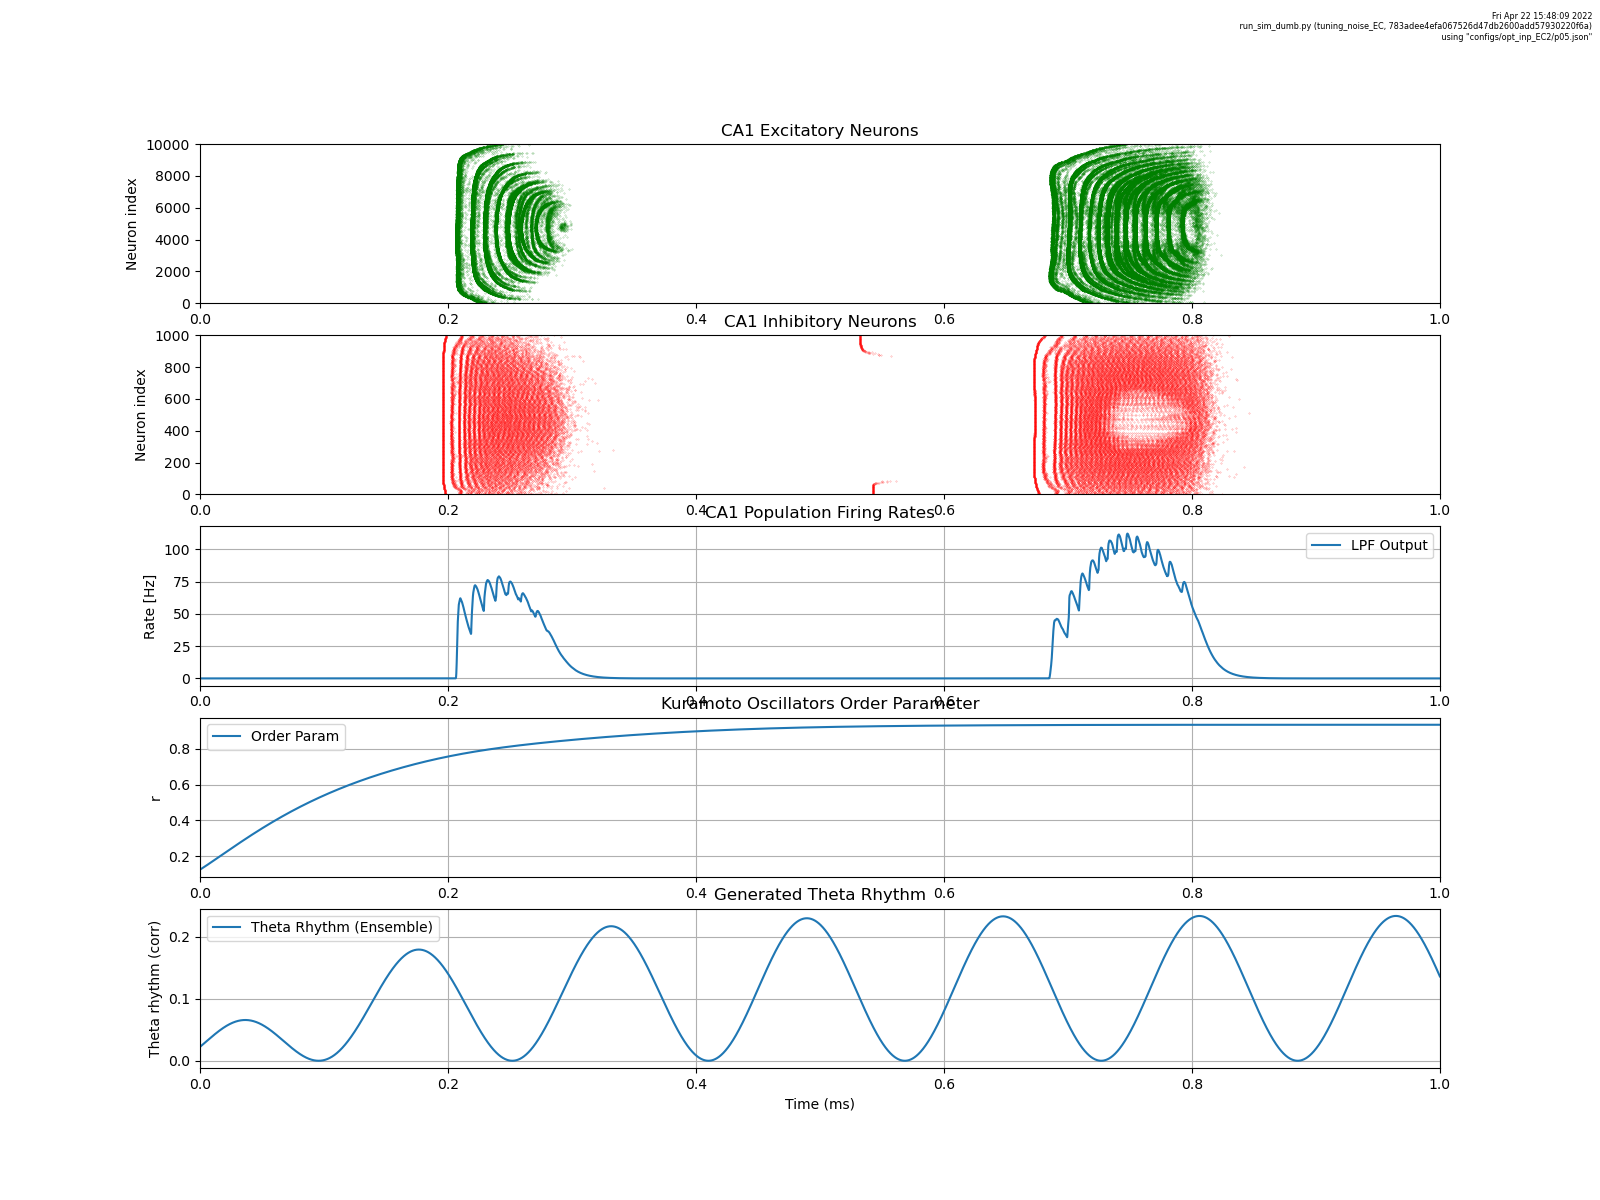 Fri Apr 22 15:48:09 2022
run_sim_dumb.py (tuning_noise_EC, 783adee4efa067526d47db2600add57930220f6a)
using "configs/opt_inp_EC2/p05.json"
CA1 Excitatory Neurons
Neuron index
10000
8000
6000
4000
2000
0
0.0 0.2 0.4 0.6 0.8 1.0
CA1 Inhibitory Neurons
Neuron index
1000
800
600
400
200
0
0.0 0.2 0.4 0.6 0.8 1.0
CA1 Population Firing Rates
Rate [Hz]
100
75
50
25
0
LPF Output
0.0 0.2 0.4 0.6 0.8 1.0
Kuramoto Oscillators Order Parameter
r
0.8
0.6
0.4
0.2
Order Param
0.0 0.2 0.4 0.6 0.8 1.0
Generated Theta Rhythm
Theta rhythm (corr)
0.2
0.1
0.0
Theta Rhythm (Ensemble)
0.0 0.2 0.4 0.6 0.8 1.0
Time (ms)